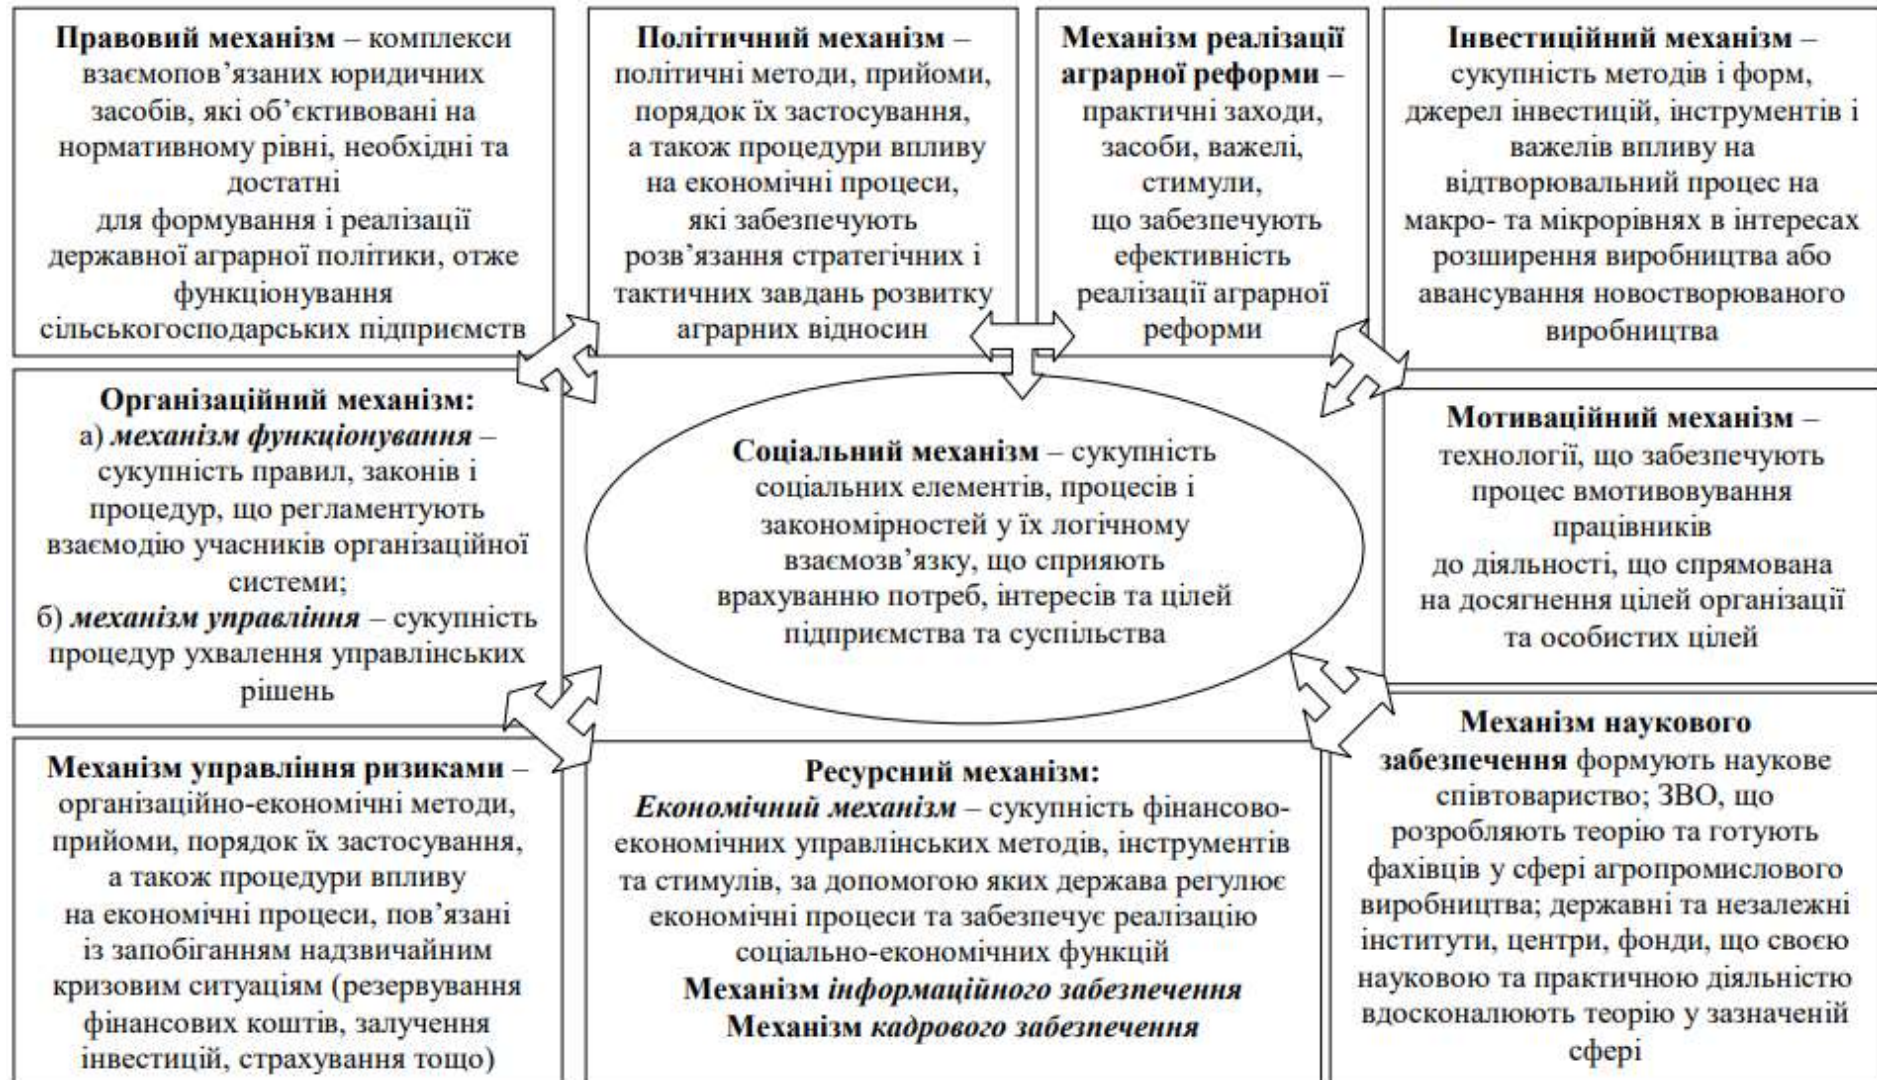 Правовий механізм – комплекси
взаємопов’язаних юридичних
засобів, які об’єктивовані на
нормативному рівні, необхідні та
достатні
для формування і реалізації
державної аграрної політики, отже
функціонування
сільськогосподарських підприємств
Політичний механізм –
політичні методи, прийоми,
порядок їх застосування,
а також процедури впливу
на економічні процеси,
які забезпечують
розв’язання стратегічних і
тактичних завдань розвитку
аграрних відносин
Механізм реалізації
аграрної реформи –
практичні заходи,
засоби, важелі,
стимули,
що забезпечують
ефективність
реалізації аграрної
реформи
Інвестиційний механізм –
сукупність методів і форм,
джерел інвестицій, інструментів і
важелів впливу на
відтворювальний процес на
макро- та мікрорівнях в інтересах
розширення виробництва або
авансування новостворюваного
виробництва
Організаційний механізм:
а) механізм функціонування –
сукупність правил, законів і
процедур, що регламентують
взаємодію учасників організаційної
системи;
б) механізм управління – сукупність
процедур ухвалення управлінських
рішень
Соціальний механізм – сукупність
соціальних елементів, процесів і
закономірностей у їх логічному
взаємозв’язку, що сприяють
врахуванню потреб, інтересів та цілей
підприємства та суспільства
Мотиваційний механізм –
технології, що забезпечують
процес вмотивовування
працівників
до діяльності, що спрямована
на досягнення цілей організації
та особистих цілей
Механізм управління ризиками –
організаційно-економічні методи,
прийоми, порядок їх застосування,
а також процедури впливу
на економічні процеси, пов’язані
із запобіганням надзвичайним
кризовим ситуаціям (резервування
фінансових коштів, залучення
інвестицій, страхування тощо)
Ресурсний механізм:
Економічний механізм – сукупність фінансово-
економічних управлінських методів, інструментів
та стимулів, за допомогою яких держава регулює
економічні процеси та забезпечує реалізацію
соціально-економічних функцій
Механізм інформаційного забезпечення
Механізм кадрового забезпечення
Механізм наукового
забезпечення формують наукове
співтовариство; ЗВО, що
розробляють теорію та готують
фахівців у сфері агропромислового
виробництва; державні та незалежні
інститути, центри, фонди, що своєю
науковою та практичною діяльністю
вдосконалюють теорію у зазначеній
сфері